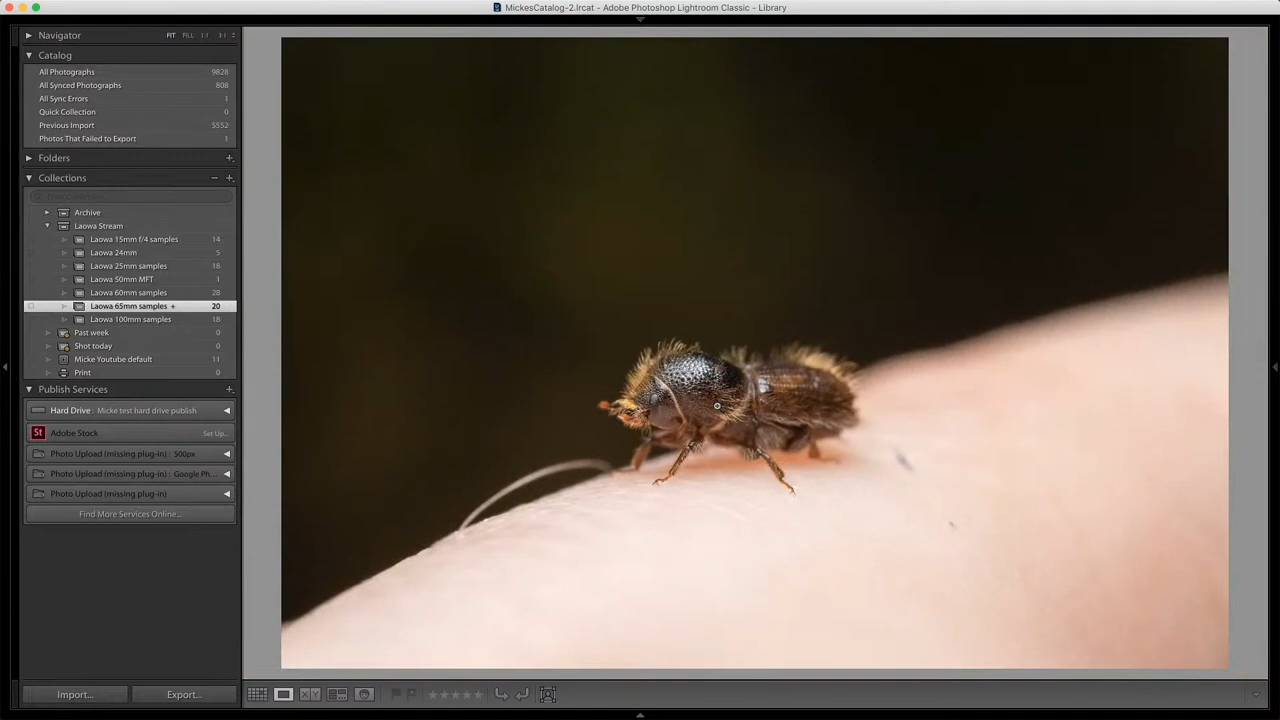 MickesCatalog-2.lrcat - Adobe Photoshop Lightroom Classic - Library
Navigator FIT FILL 1:1 3:1
Catalog
All Photographs 9828
All Synced Photographs 808
All Sync Errors 1
Quick Collection 0
Previous Import 5552
Photos That Failed to Export 1
Folders
Collections
Archive
Laowa Stream
Laowa 15mm f/4 samples 14
Laowa 24mm 5
Laowa 25mm samples 18
Laowa 50mm MFT 1
Laowa 60mm samples 28
Laowa 65mm samples + 20
Laowa 100mm samples 18
Past week 0
Shot today 0
Micke Youtube default 11
Print 0
Publish Services
Hard Drive : Micke test hard drive publish
St Adobe Stock Set Up...
Photo Upload (missing plug-in) : 500px
Photo Upload (missing plug-in) : Google Ph...
Photo Upload (missing plug-in)
Find More Services Online...
Import... Export... XY